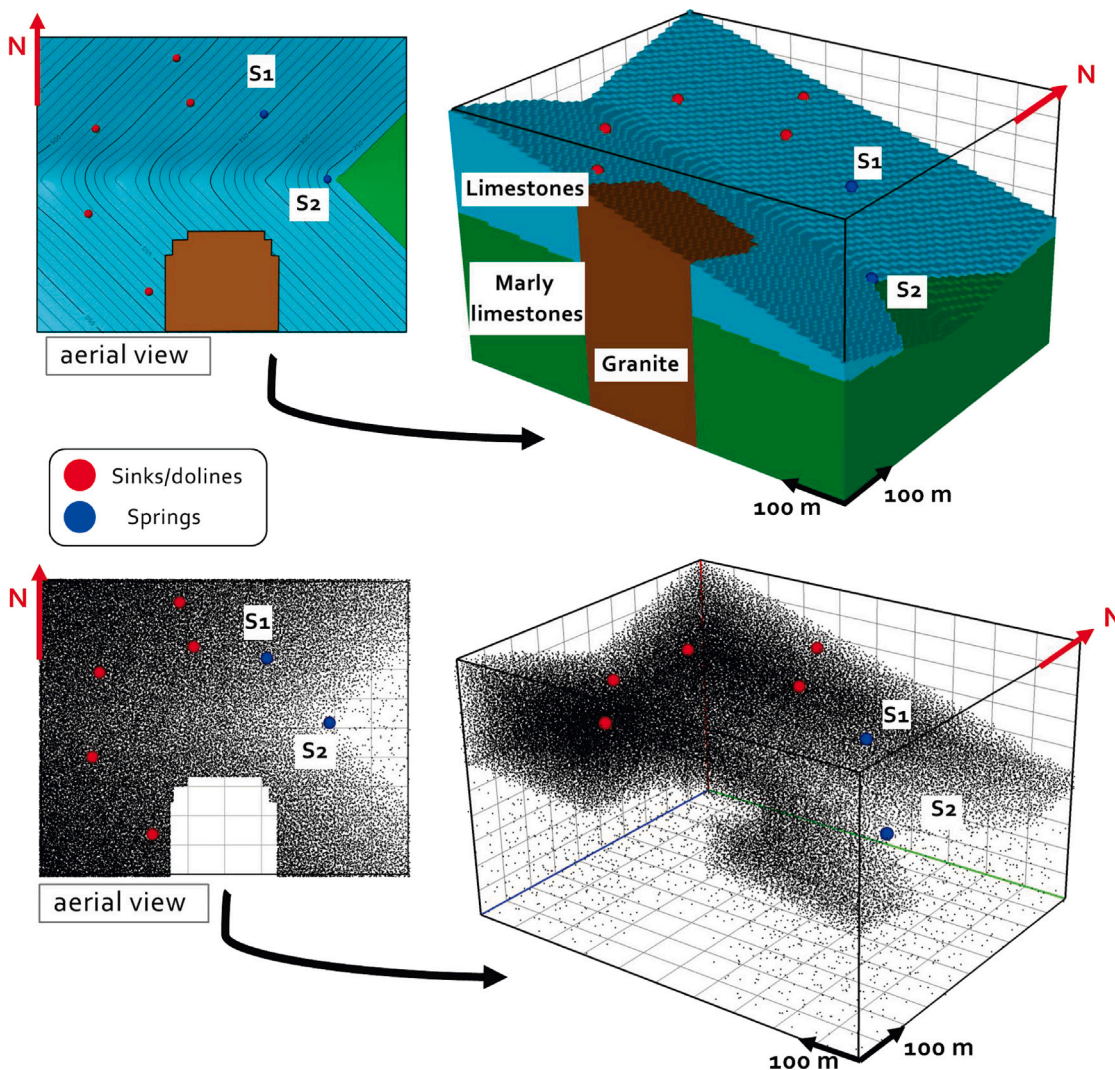 N
S1
S2
aerial view
N
S1
Limestones
S2
Marly
limestones
Granite
100 m
100 m
Sinks/dolines
Springs
N
S1
S2
aerial view
N
S1
S2
100 m
100 m